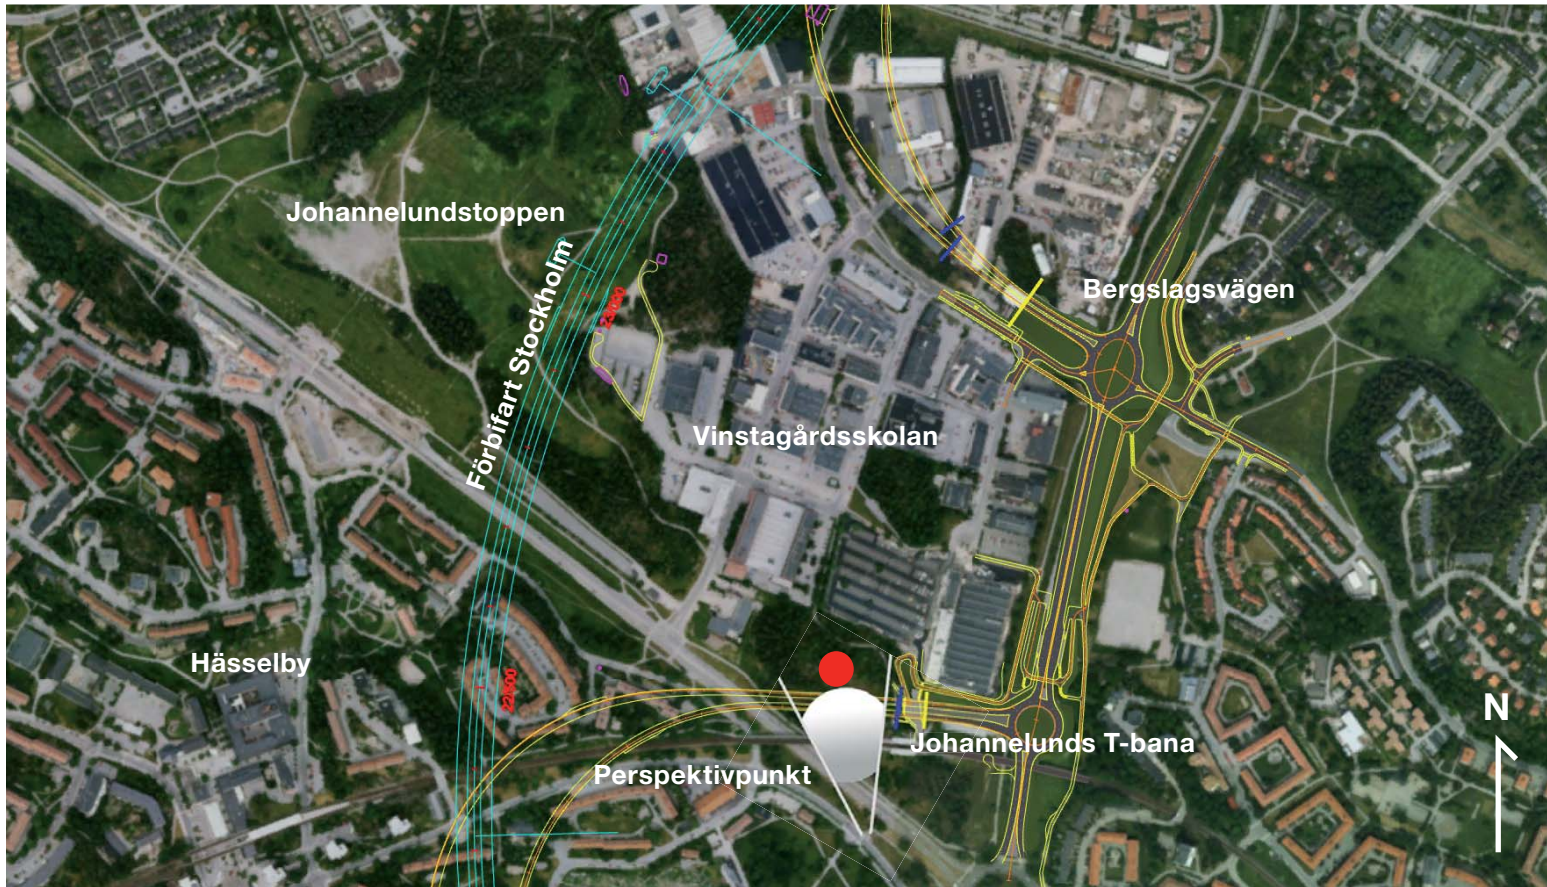 Johannelundstoppen
Förbifart Stockholm
Bergslagsvägen
Vinstagårdsskolan
Hässelby
N
Johannelunds T-bana
Perspektivpunkt